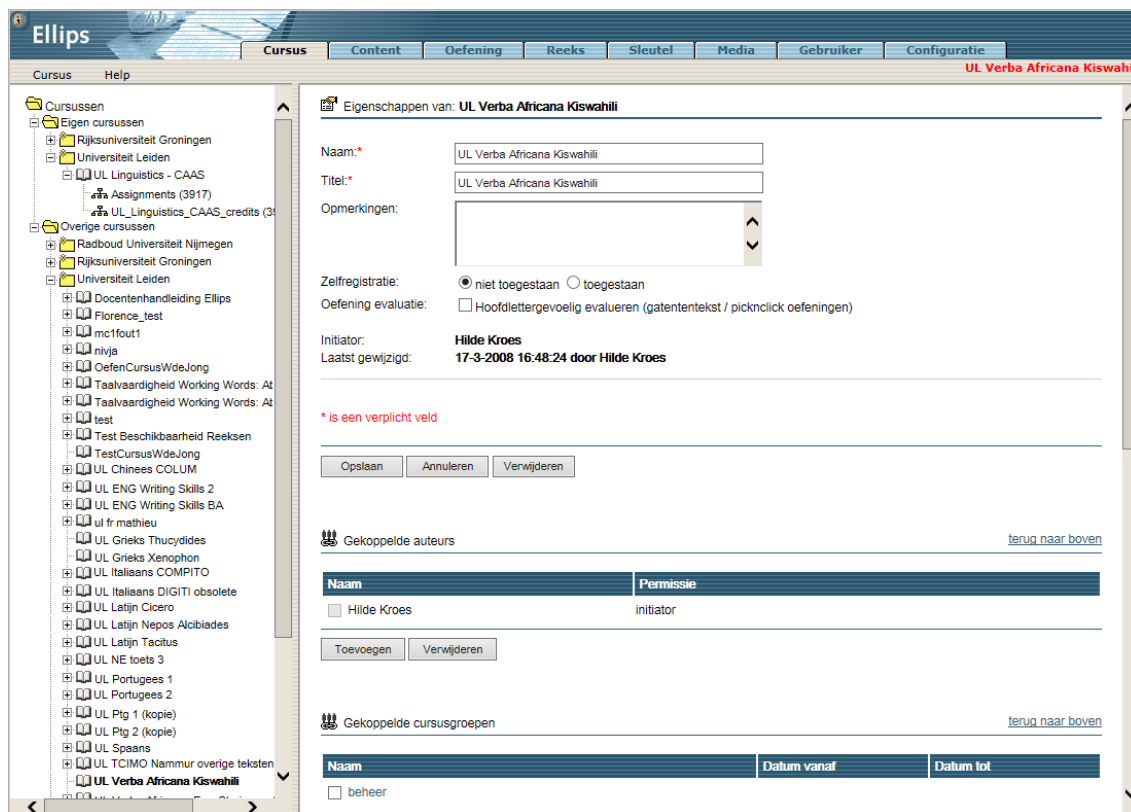 Ellips
Cursus Content Oefening Reeks Sleutel Media Gebruiker Configuratie
Cursus Help
UL Verba Africana Kiswahi
Cursussen
Eigen cursussen
Rijksuniversiteit Groningen
Universiteit Leiden
UL Linguistics - CAAS
Assignments (3917)
UL_Linguistics_CAAS_credits (39
Overige cursussen
Radboud Universiteit Nijmegen
Rijksuniversiteit Groningen
Universiteit Leiden
Docentenhandleiding Ellips
Florence_test
mc1fout1
nivja
OefenCursusWdeJong
Taalvaardigheid Working Words: At
Taalvaardigheid Working Words: At
test
Test Beschikbaarheid Reeksen
TestCursusWdeJong
UL Chinees COLUM
UL ENG Writing Skills 2
UL ENG Writing Skills BA
ul fr mathieu
UL Grieks Thucydides
UL Grieks Xenophon
UL Italiaans COMPITO
UL Italiaans DIGITI obsolete
UL Latijn Cicero
UL Latijn Nepos Alcibiades
UL Latijn Tacitus
UL NE toets 3
UL Portugees 1
UL Portugees 2
UL Ptg 1 (kopie)
UL Ptg 2 (kopie)
UL Spaans
UL TCIMO Nammur overige teksten
UL Verba Africana Kiswahili
Eigenschappen van: UL Verba Africana Kiswahili
Naam:* UL Verba Africana Kiswahili
Titel:* UL Verba Africana Kiswahili
Opmerkingen:
Zelfregistratie: niet toegestaan toegestaan
Oefening evaluatie: Hoofdlettergevoelig evalueren (gatententekst / picknclick oefeningen)
Initiator: Hilde Kroes
Laatst gewijzigd: 17-3-2008 16:48:24 door Hilde Kroes
* is een verplicht veld
Opslaan Annuleren Verwijderen
Gekoppelde auteurs terug naar boven
Naam Permissie
Hilde Kroes initiator
Toevoegen Verwijderen
Gekoppelde cursusgroepen terug naar boven
Naam Datum vanaf Datum tot
beheer